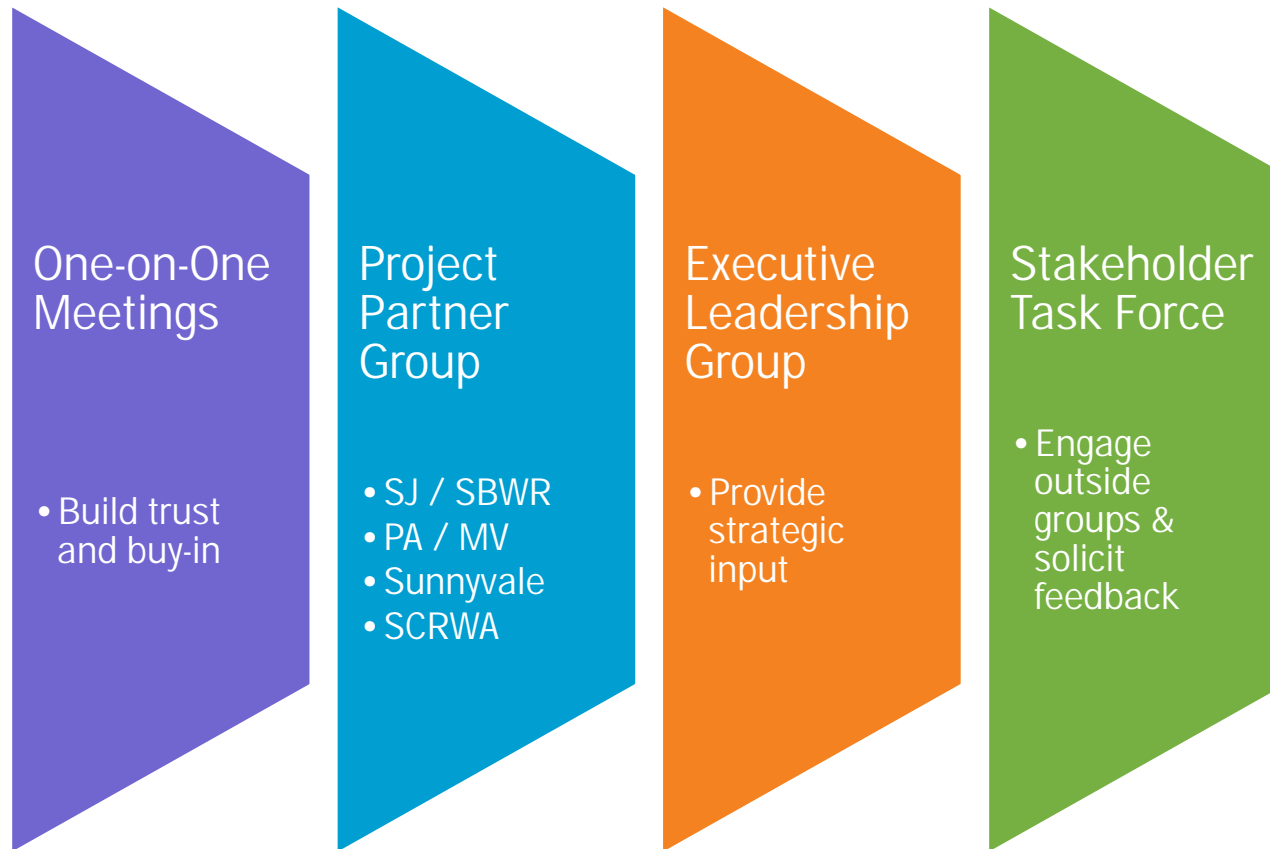 One-on-One
Meetings
• Build trust
and buy-in
Project
Partner
Group
• SJ / SBWR
• PA / MV
• Sunnyvale
• SCRWA
Executive
Leadership
Group
• Provide
strategic
input
Stakeholder
Task Force
• Engage
outside
groups &
solicit
feedback